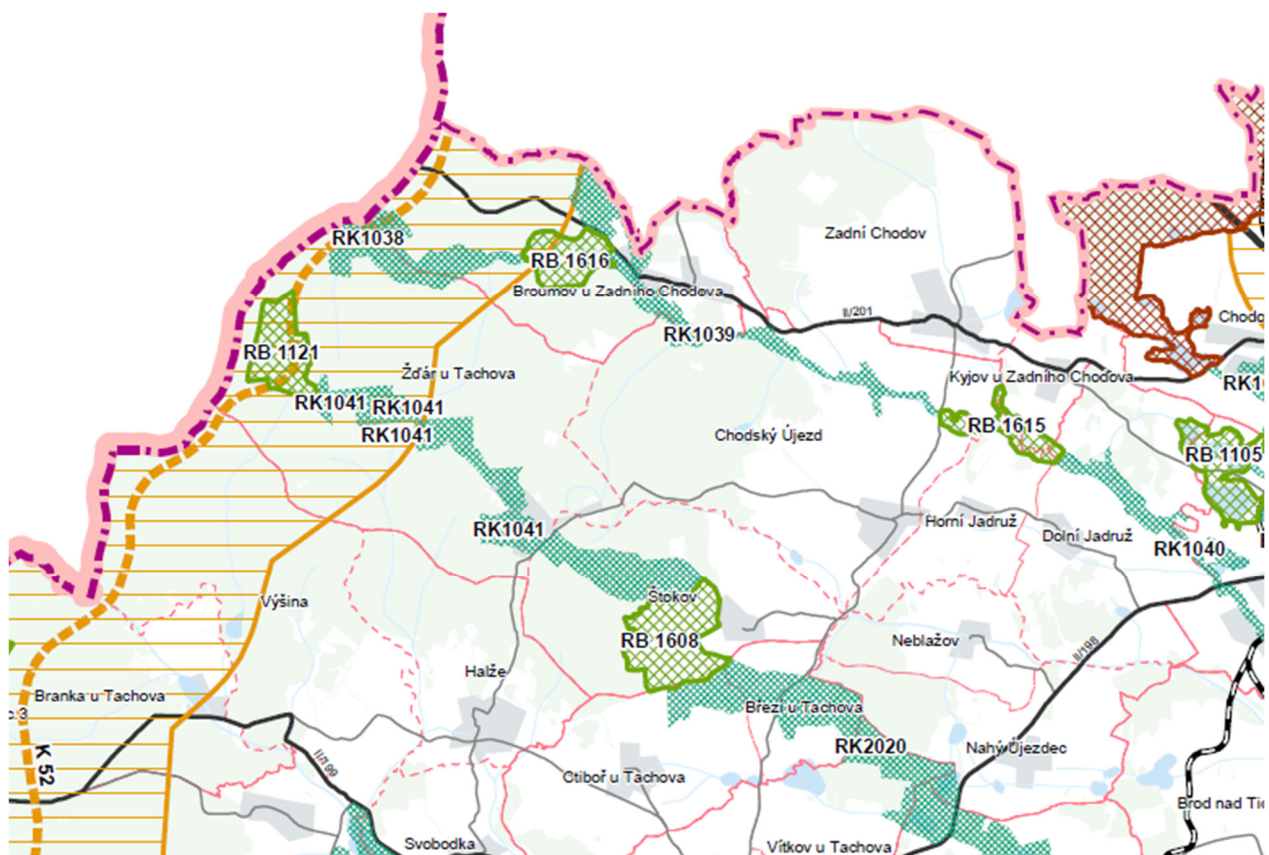 Zadní Chodov
RK1038
RB 1616
Broumov u Zadního Chodova
II/201
Chodo
RK1039
RB 1121
Žďár u Tachova
Kyjov u Zadního Chodova
RK10
RK1041
RK1041
RK1041
Chodský Újezd
RB 1615
RB 1105
RK1041
Horní Jadruž
Dolní Jadruž
RK1040
Výšina
Štokov
RB 1608
Neblažov
II/198
Halže
Branka u Tachova
Březí u Tachova
c 3
RK2020
Nahý Újezdec
K 52
II/199
Ctiboř u Tachova
Brod nad Tic
Svobodka
Vítkov u Tachova